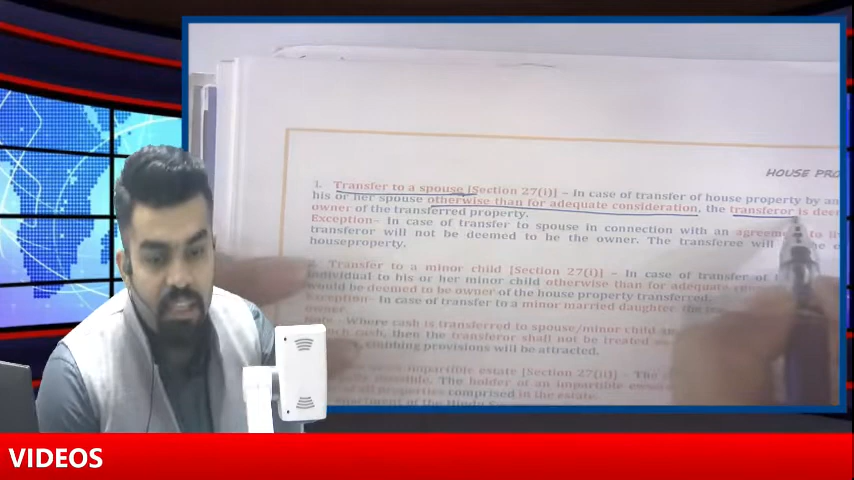 HOUSE PRO
1. Transfer to a spouse [Section 27(i)] – In case of transfer of house property by an
his or her spouse otherwise than for adequate consideration, the transferor is deem
owner of the transferred property.
Exception– In case of transfer to spouse in connection with an agreement to li
transferor will not be deemed to be the owner. The transferee will be the
houseproperty.
Transfer to a minor child [Section 27(i)] – In case of transfer of
individual to his or her minor child otherwise than for adequate
would be deemed to be owner of the house property transferred.
Exception– In case of transfer to a minor married daughter, the
owner.
Where cash is transferred to spouse/minor child
such cash, then the transferor shall not be treated
clubbing provisions will be attracted.
impartible estate [Section 27(ii)] – The
The holder of an impartible
of all properties comprised in the estate.
of the Hindu
VIDEOS